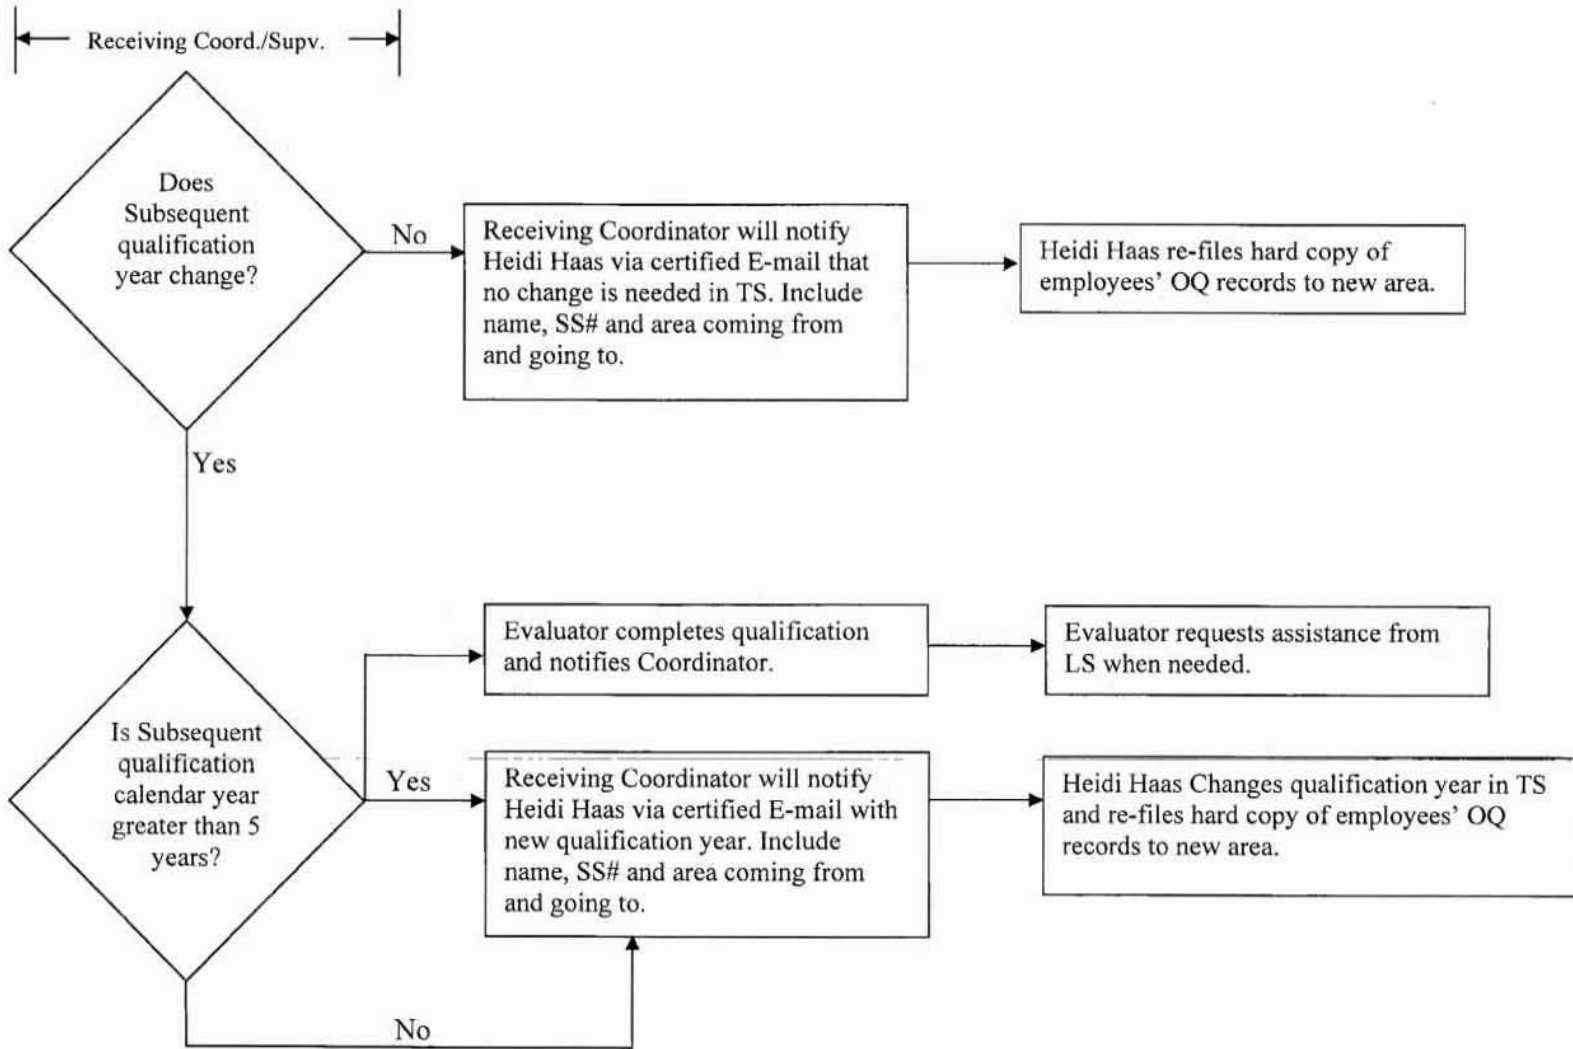 Receiving Coord./Supv.
Does
Subsequent
qualification
year change?
No
Receiving Coordinator will notify
Heidi Haas via certified E-mail that
no change is needed in TS. Include
name, SS# and area coming from
and going to.
Heidi Haas re-files hard copy of
employees’ OQ records to new area.
Yes
Evaluator completes qualification
and notifies Coordinator.
Evaluator requests assistance from
LS when needed.
Is Subsequent
qualification
calendar year
greater than 5
years?
Yes
Receiving Coordinator will notify
Heidi Haas via certified E-mail with
new qualification year. Include
name, SS# and area coming from
and going to.
Heidi Haas Changes qualification year in TS
and re-files hard copy of employees’ OQ
records to new area.
No